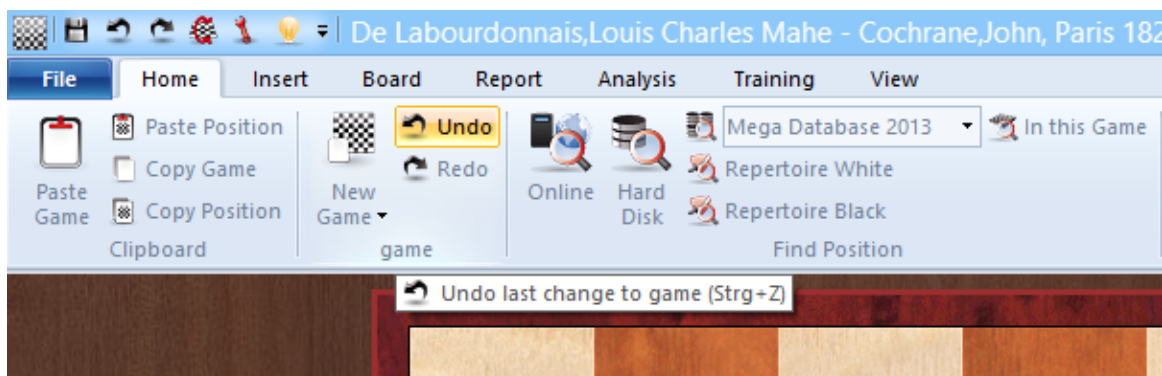 De Labourdonnais,Louis Charles Mahe - Cochrane,John, Paris 182
File Home Insert Board Report Analysis Training View
Paste Game
Paste Position
Copy Game
Copy Position
Clipboard
New Game
Undo
Redo
game
Online
Hard Disk
Mega Database 2013
Repertoire White
Repertoire Black
In this Game
Find Position
Undo last change to game (Strg+Z)